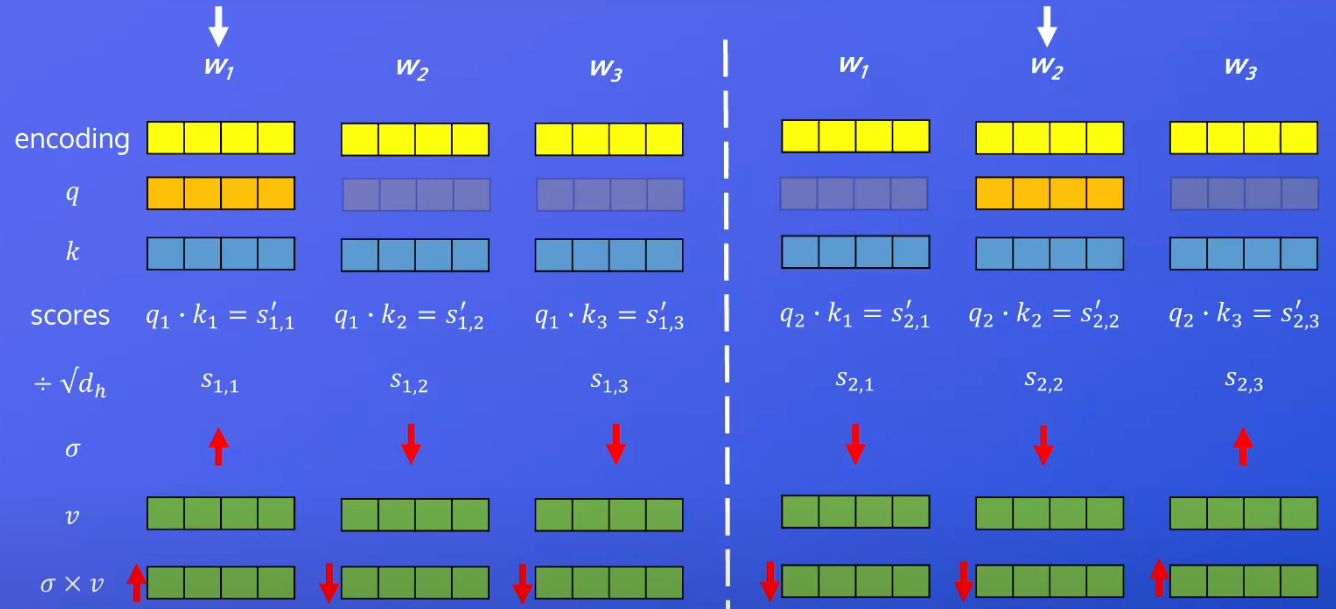 w₁ w₂ w₃ w₁ w₂ w₃
encoding
q
k
scores q₁ · k₁ = s′₁,₁ q₁ · k₂ = s′₁,₂ q₁ · k₃ = s′₁,₃ q₂ · k₁ = s′₂,₁ q₂ · k₂ = s′₂,₂ q₂ · k₃ = s′₂,₃
÷ √dₕ s₁,₁ s₁,₂ s₁,₃ s₂,₁ s₂,₂ s₂,₃
σ
v
σ × v